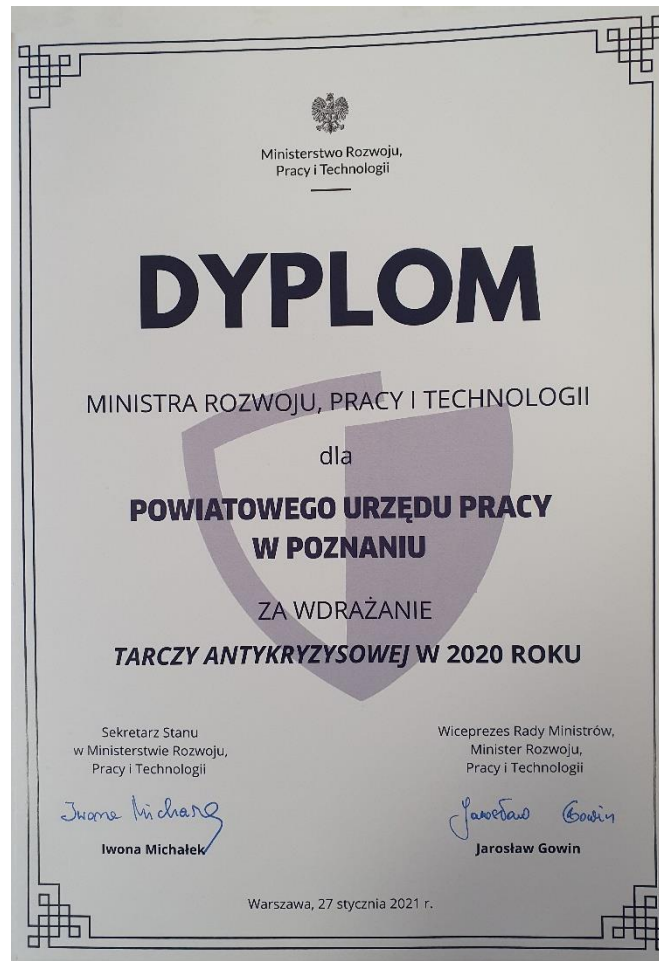 Ministerstwo Rozwoju,
Pracy i Technologii
DYPLOM
MINISTRA ROZWOJU, PRACY I TECHNOLOGII
dla
POWIATOWEGO URZĘDU PRACY
W POZNANIU
ZA WDRAŻANIE
TARCZY ANTYKRYZYSOWEJ W 2020 ROKU
Sekretarz Stanu
w Ministerstwie Rozwoju,
Pracy i Technologii
Iwona Michałek
Iwona Michałek
Wiceprezes Rady Ministrów,
Minister Rozwoju,
Pracy i Technologii
Jarosław Gowin
Jarosław Gowin
Warszawa, 27 stycznia 2021 r.